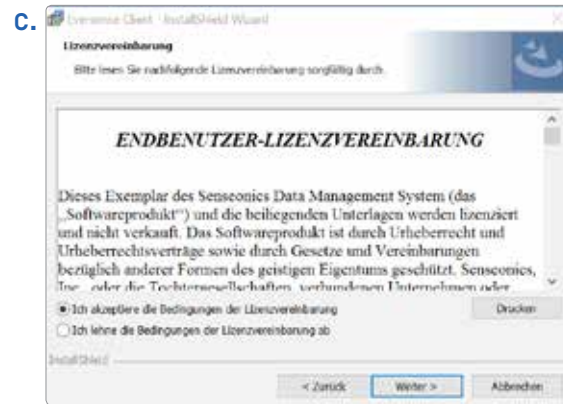 c.
Eversense Client - InstallShield Wizard
Lizenzvereinbarung
Bitte lesen Sie nachfolgende Lizenzvereinbarung sorgfältig durch.
ENDBENUTZER-LIZENZVEREINBARUNG
Dieses Exemplar des Senseonics Data Management System (das
„Softwareprodukt“) und die beiliegenden Unterlagen werden lizenziert
und nicht verkauft. Das Softwareprodukt ist durch Urheberrecht und
Urheberrechtsverträge sowie durch Gesetze und Vereinbarungen
bezüglich anderer Formen des geistigen Eigentums geschützt. Senseonics,
Inc., oder die Tochtergesellschaften, verbundenen Unternehmen oder
Ich akzeptiere die Bedingungen der Lizenzvereinbarung
Drucken
Ich lehne die Bedingungen der Lizenzvereinbarung ab
InstallShield
< Zurück Weiter > Abbrechen